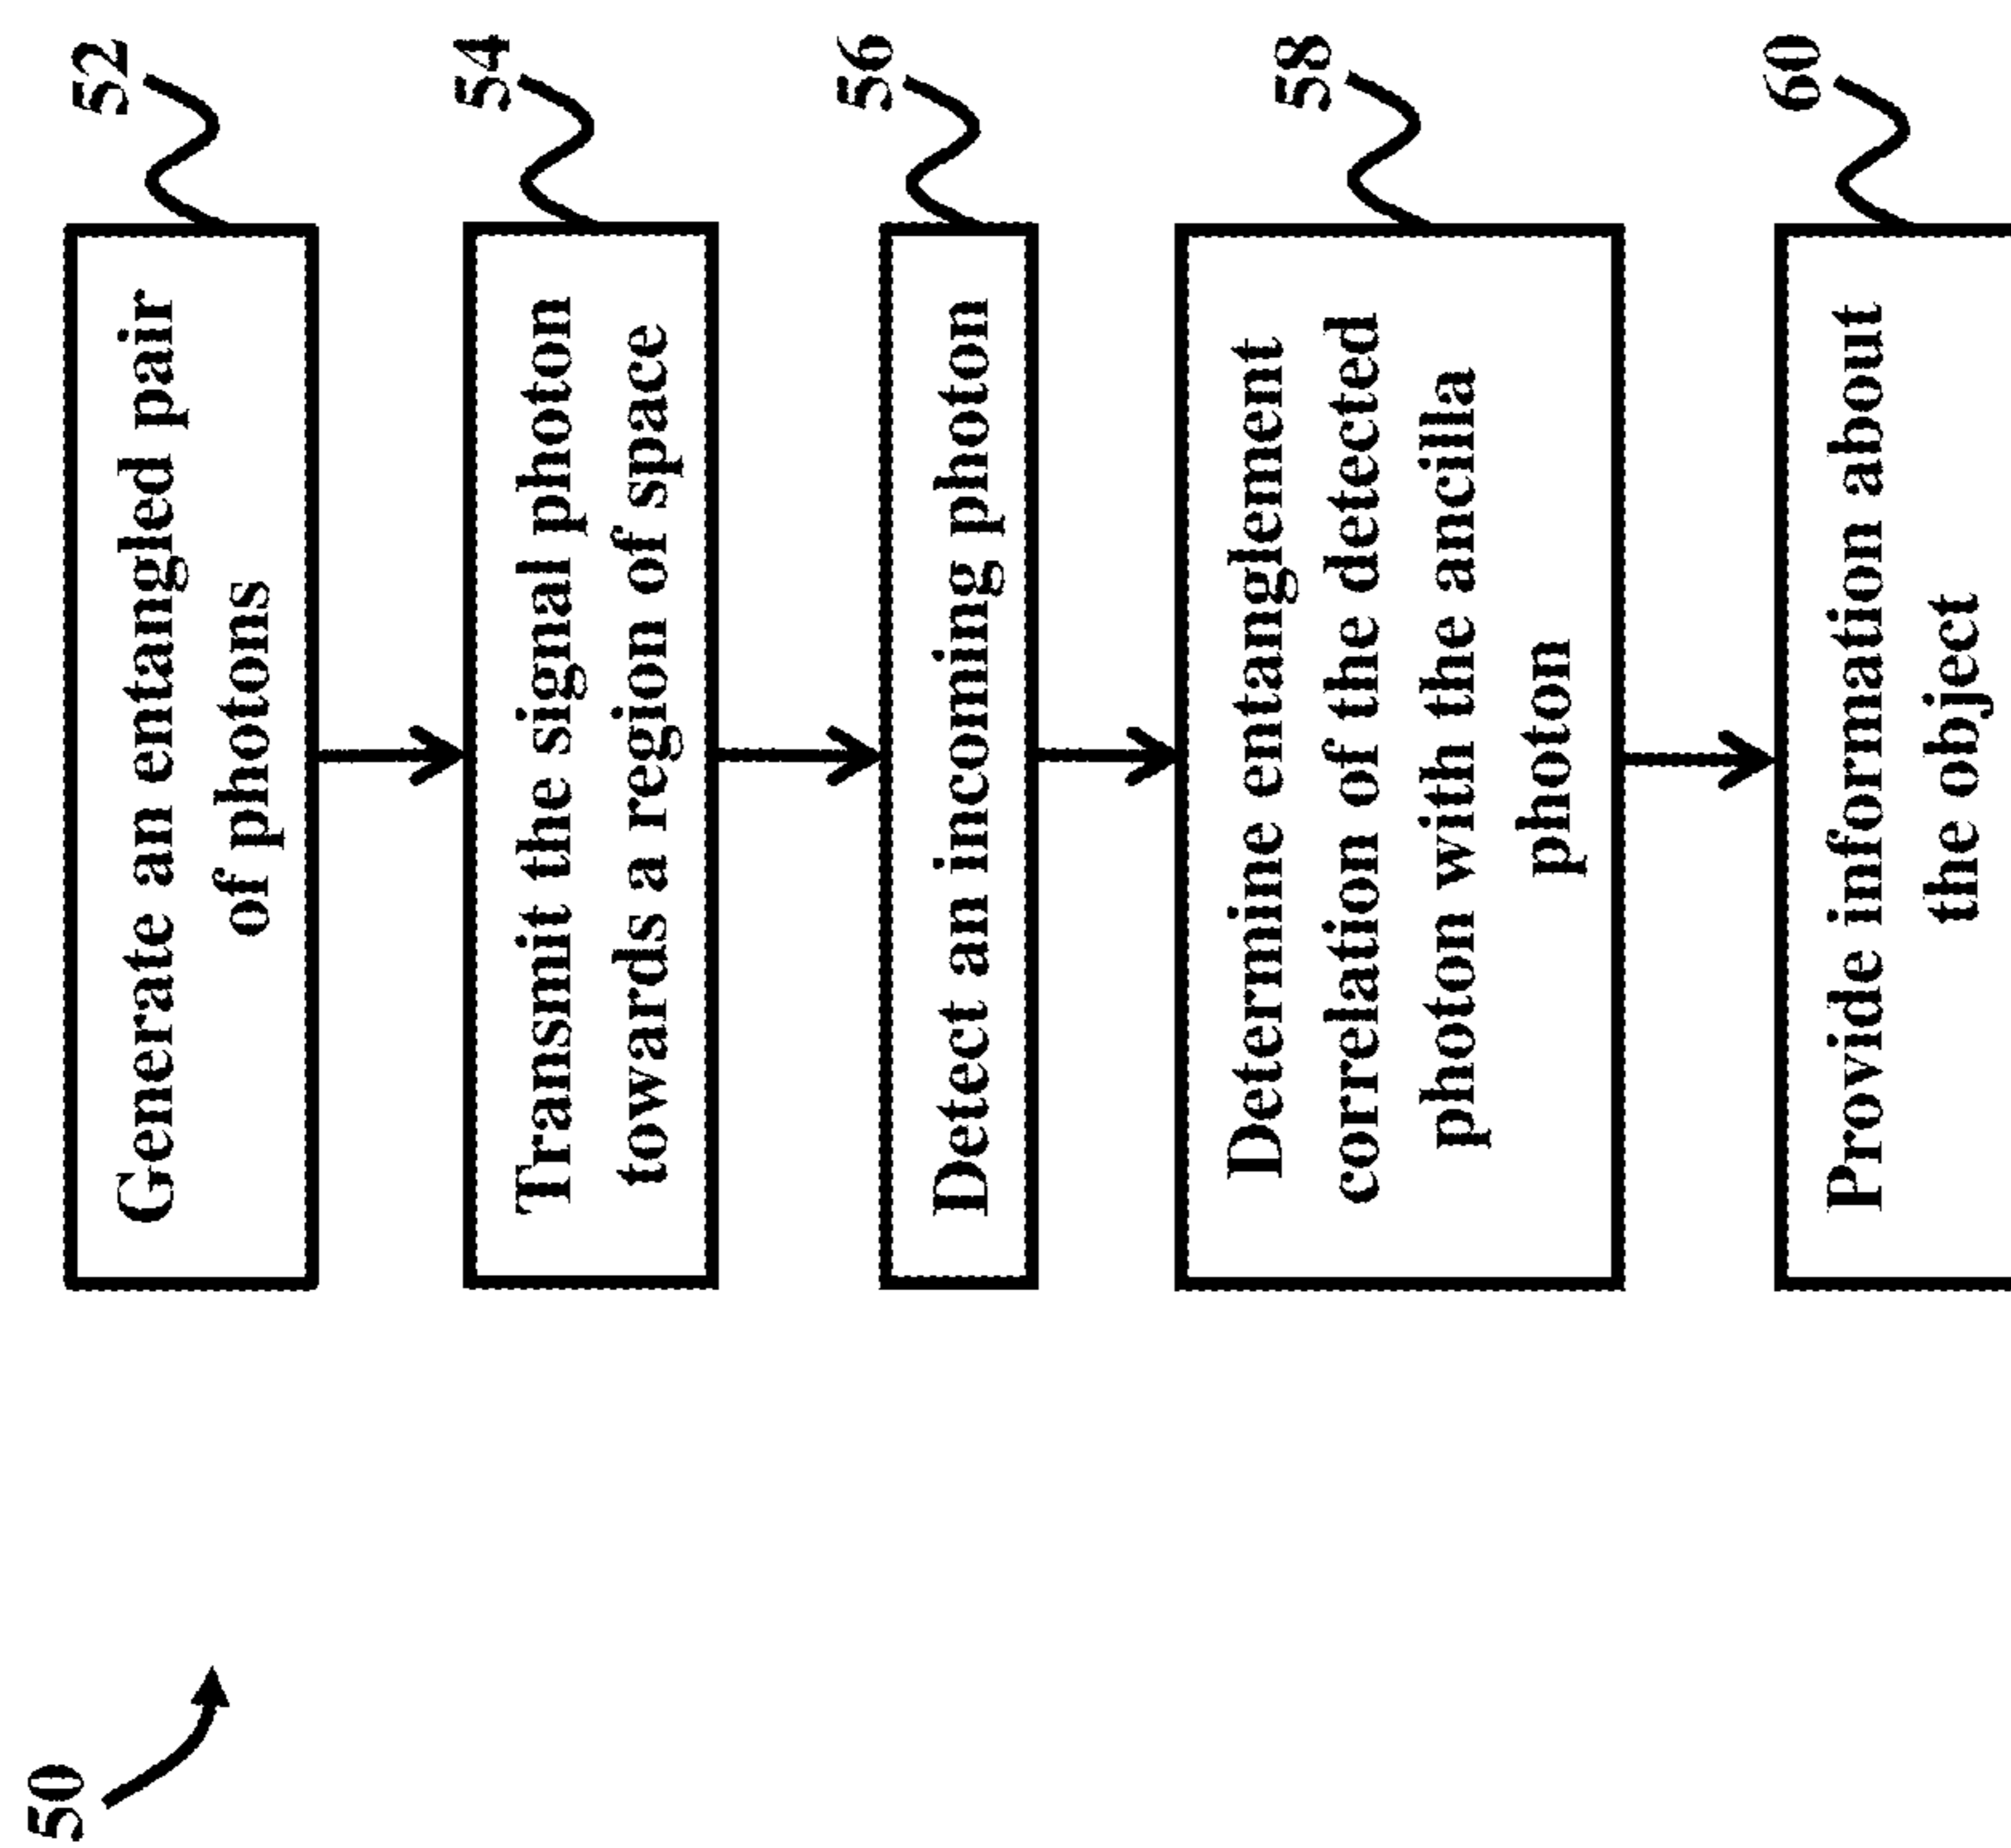 50
52
Generate an entangled pair
of photons
54
Transmit the signal photon
towards a region of space
56
Detect an incoming photon
58
Determine entanglement
correlation of the detected
photon with the ancilla
photon
60
Provide information about
the object